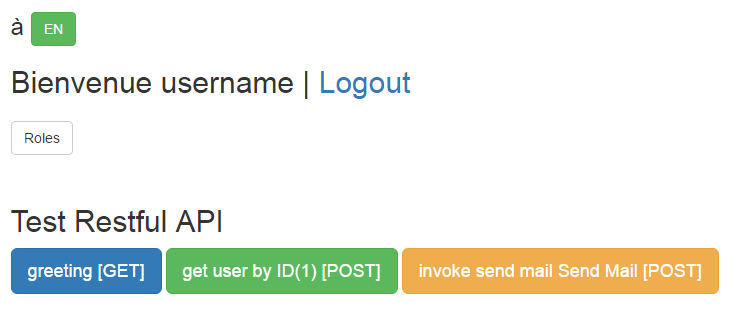 à EN
Bienvenue username | Logout
Roles
Test Restful API
greeting [GET] get user by ID(1) [POST] invoke send mail Send Mail [POST]